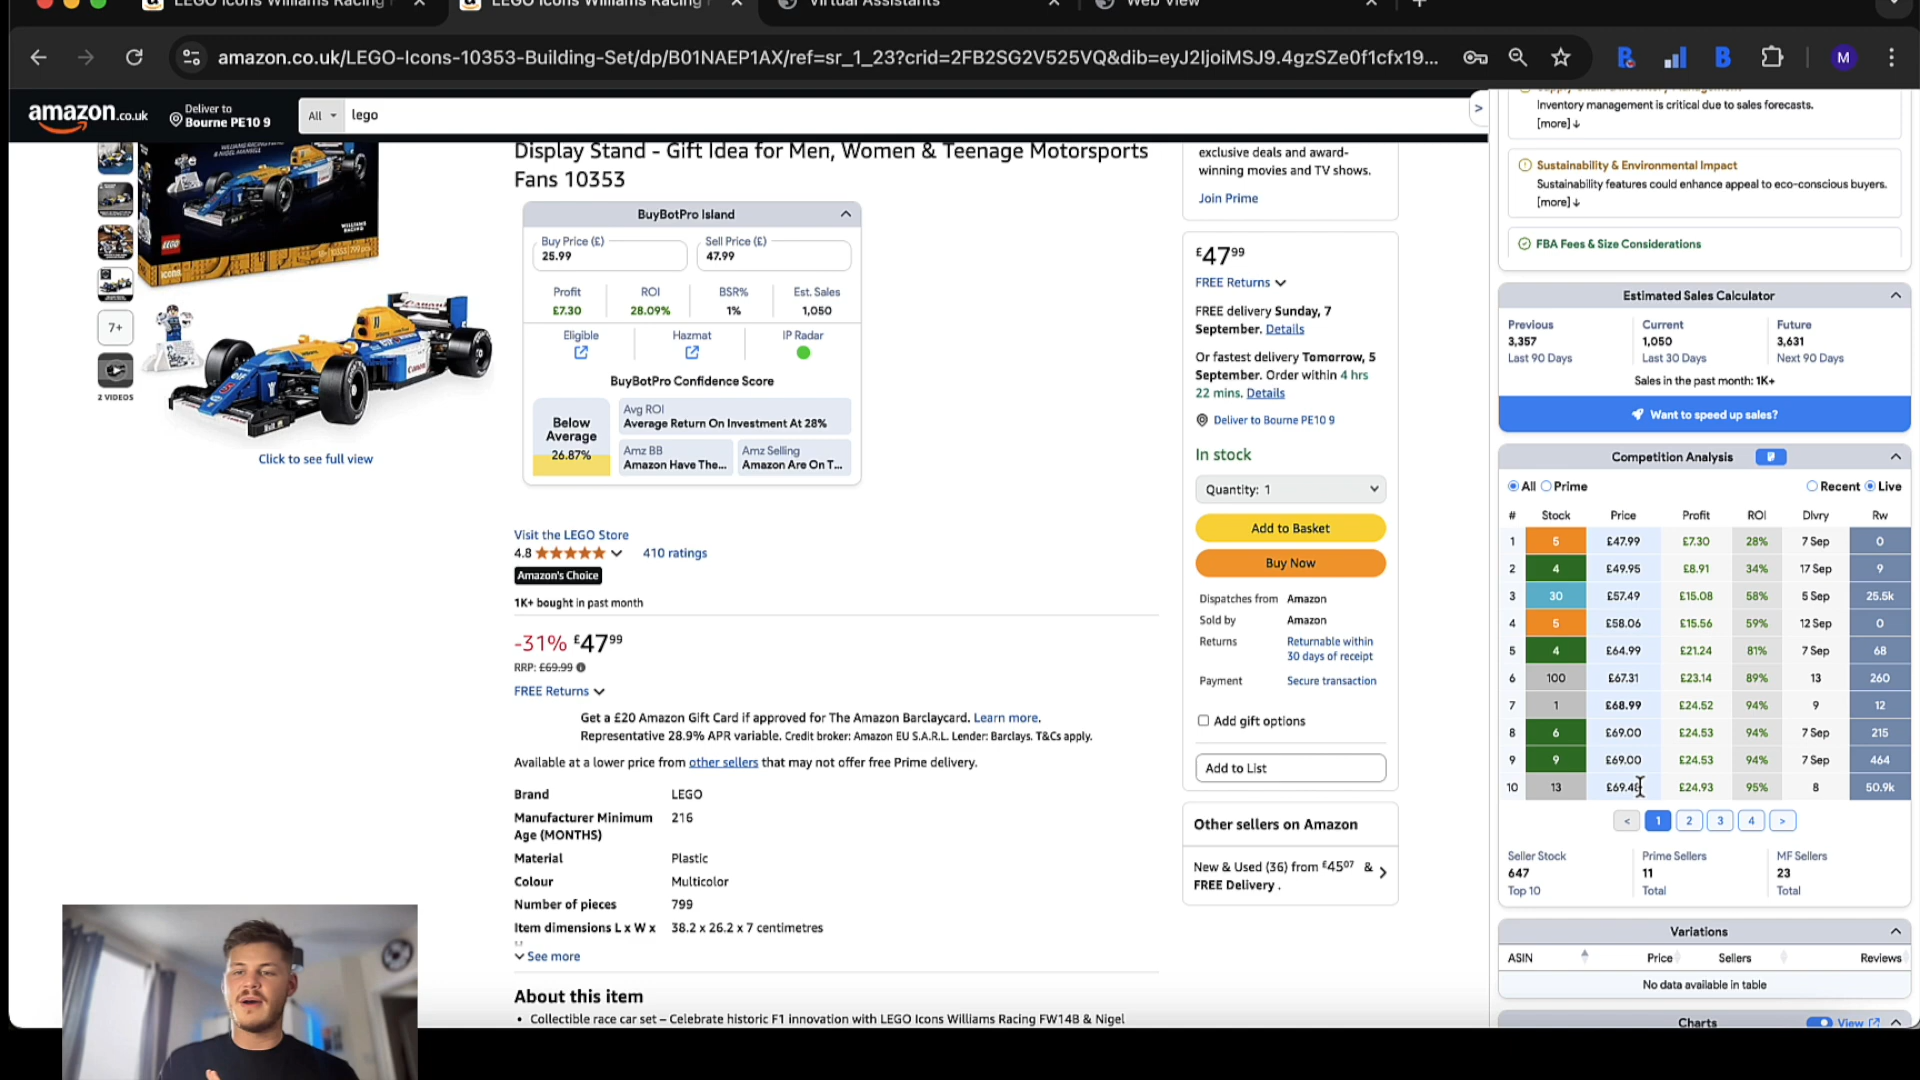 LEGO Icons Williams Racing
LEGO Icons Williams Racing
Virtual Assistants
Web View
amazon.co.uk/LEGO-Icons-10353-Building-Set/dp/B01NAEP1AX/ref=sr_1_23?crid=2FB2SG2V525VQ&dib=eyJ2IjoiMSJ9.4gzSZe0f1cfx19...
M
amazon.co.uk
Deliver to
Bourne PE10 9
All
lego
Display Stand - Gift Idea for Men, Women & Teenage Motorsports
Fans 10353
7+
2 VIDEOS
LEGO
ICONS
Canon
Click to see full view
BuyBotPro Island
Buy Price (£)
25.99
Sell Price (£)
47.99
Profit
ROI
BSR%
Est. Sales
£7.30
28.09%
1%
1,050
Eligible
Hazmat
IP Radar
BuyBotPro Confidence Score
Below
Average
26.87%
Avg ROI
Average Return On Investment At 28%
Amz BB
Amazon Have The...
Amz Selling
Amazon Are On T...
Visit the LEGO Store
4.8
410 ratings
Amazon's Choice
1K+ bought in past month
-31% £47⁹⁹
RRP: £69.99
FREE Returns
Get a £20 Amazon Gift Card if approved for The Amazon Barclaycard. Learn more.
Representative 28.9% APR variable. Credit broker: Amazon EU S.A.R.L. Lender: Barclays. T&Cs apply.
Available at a lower price from other sellers that may not offer free Prime delivery.
Brand LEGO
Manufacturer Minimum 216
Age (MONTHS)
Material Plastic
Colour Multicolor
Number of pieces 799
Item dimensions L x W x 38.2 x 26.2 x 7 centimetres
See more
About this item
• Collectible race car set – Celebrate historic F1 innovation with LEGO Icons Williams Racing FW14B & Nigel
exclusive deals and award-
winning movies and TV shows.
Join Prime
£47⁹⁹
FREE Returns
FREE delivery Sunday, 7
September. Details
Or fastest delivery Tomorrow, 5
September. Order within 4 hrs
22 mins. Details
Deliver to Bourne PE10 9
In stock
Quantity: 1
Add to Basket
Buy Now
Dispatches from Amazon
Sold by Amazon
Returns Returnable within
30 days of receipt
Payment Secure transaction
Add gift options
Add to List
Other sellers on Amazon
New & Used (36) from £45⁰⁷ &
FREE Delivery .
>
Inventory management is critical due to sales forecasts.
[more]↓
Sustainability & Environmental Impact
Sustainability features could enhance appeal to eco-conscious buyers.
[more]↓
FBA Fees & Size Considerations
Estimated Sales Calculator
Previous
Current
Future
3,357
1,050
3,631
Last 90 Days
Last 30 Days
Next 90 Days
Sales in the past month: 1K+
Want to speed up sales?
Competition Analysis
All Prime
Recent Live
# Stock Price Profit ROI Dlvry Rw
1 5 £47.99 £7.30 28% 7 Sep 0
2 4 £49.95 £8.91 34% 17 Sep 9
3 30 £57.49 £15.08 58% 5 Sep 25.5k
4 5 £58.06 £15.56 59% 12 Sep 0
5 4 £64.99 £21.24 81% 7 Sep 68
6 100 £67.31 £23.14 89% 13 260
7 1 £68.99 £24.52 94% 9 12
8 6 £69.00 £24.53 94% 7 Sep 215
9 9 £69.00 £24.53 94% 7 Sep 464
10 13 £24.93 95% 8 50.9k
< 1 2 3 4 >
Seller Stock
Prime Sellers
MF Sellers
647
11
23
Top 10
Total
Total
Variations
ASIN Price Sellers Reviews
No data available in table
Charts
View